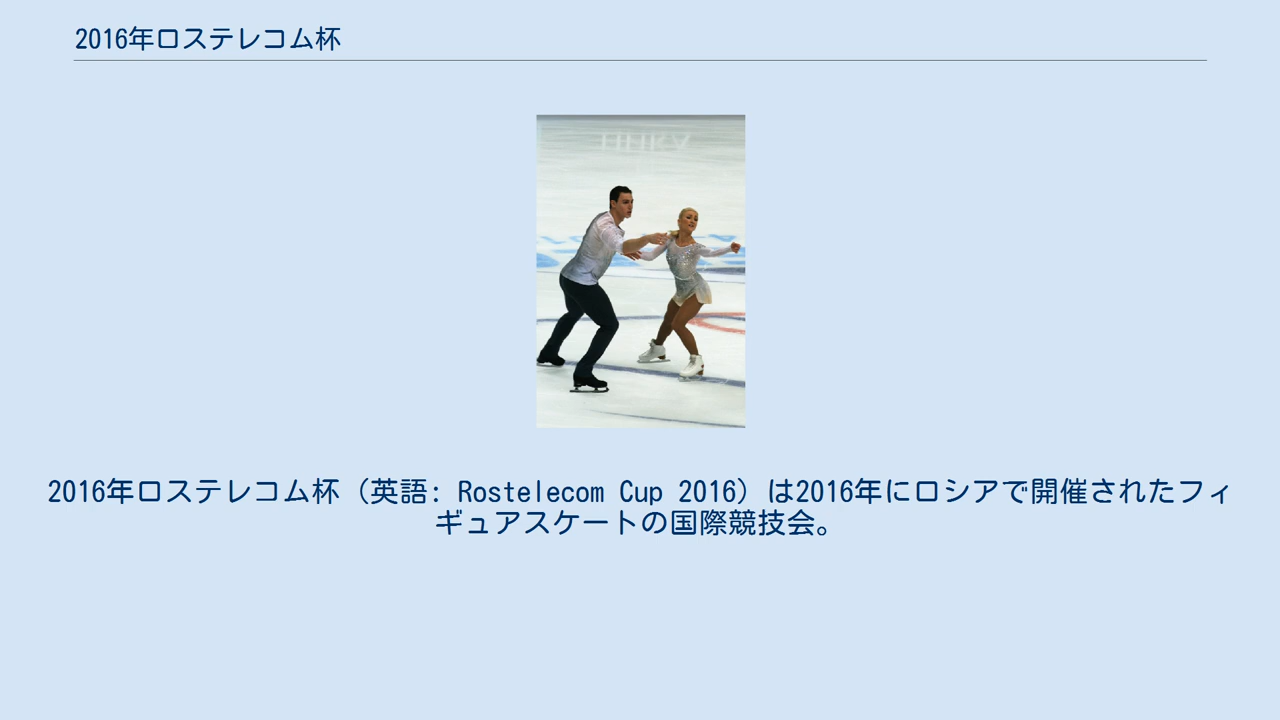 2016年ロステレコム杯
2016年ロステレコム杯（英語: Rostelecom Cup 2016）は2016年にロシアで開催されたフィ
ギュアスケートの国際競技会。